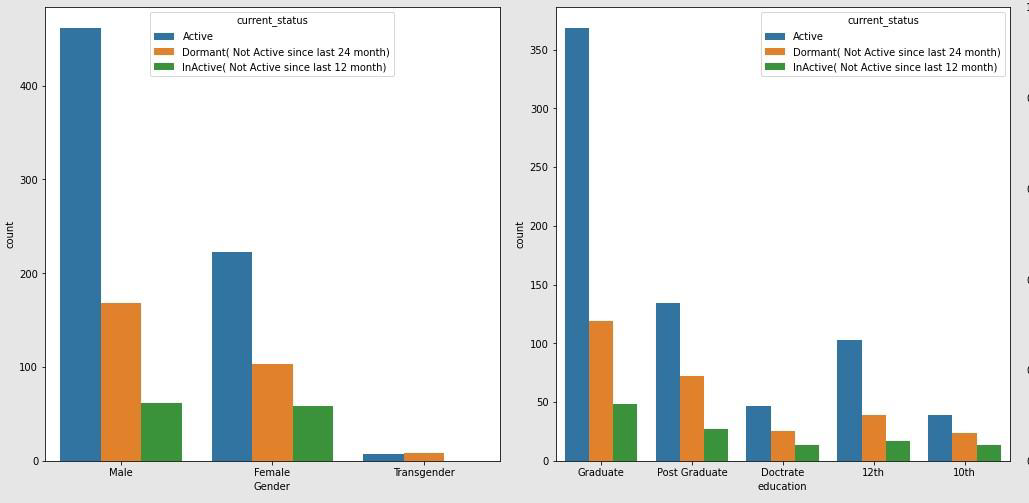 current_status
Active
Dormant( Not Active since last 24 month)
InActive( Not Active since last 12 month)
400
300
200
100
0
count
Male
Female
Transgender
Gender
current_status
Active
Dormant( Not Active since last 24 month)
InActive( Not Active since last 12 month)
350
300
250
200
150
100
50
0
count
Graduate
Post Graduate
Doctrate
12th
10th
education